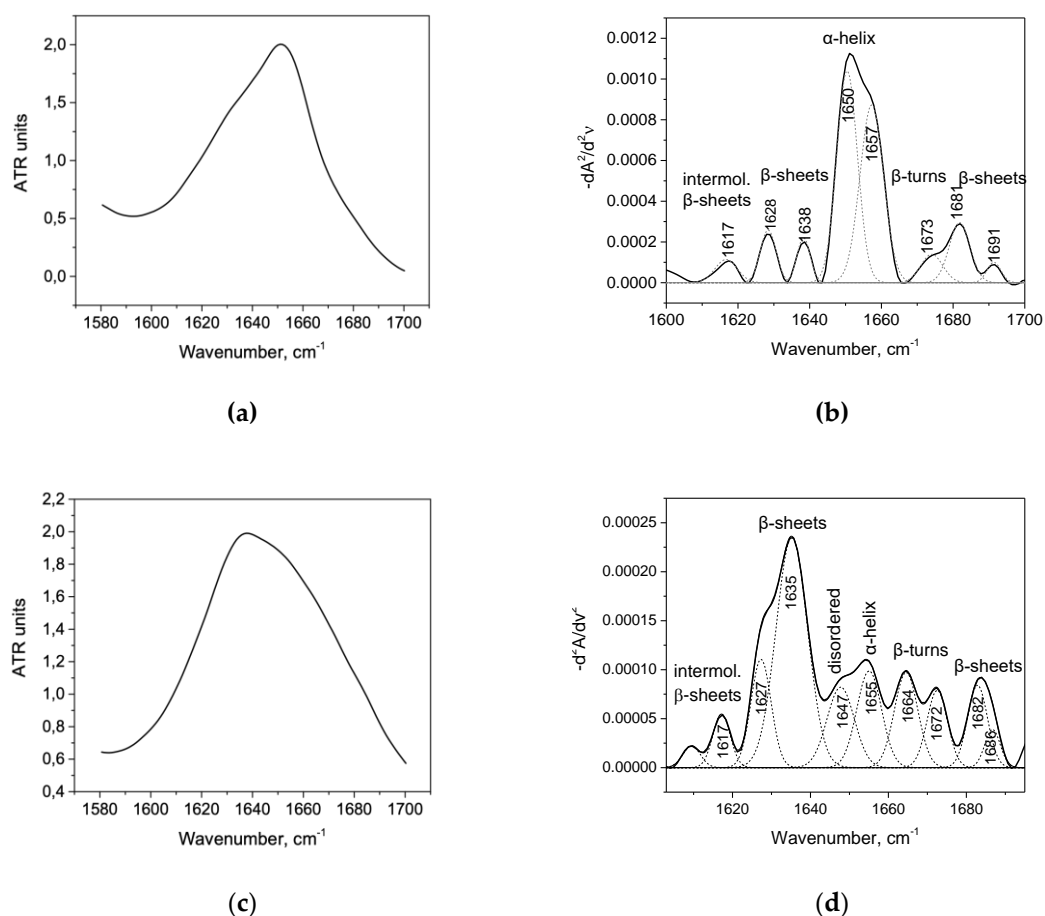 2,0
1,5
1,0
0,5
0,0
ATR units
1580 1600 1620 1640 1660 1680 1700
Wavenumber, cm⁻¹
(a)
0.0012
0.0010
0.0008
0.0006
0.0004
0.0002
0.0000
-dA²/d²ν
α-helix
intermol.
β-sheets
β-sheets
β-turns
β-sheets
1617
1628
1638
1650
1657
1673
1681
1691
1600 1620 1640 1660 1680 1700
Wavenumber, cm⁻¹
(b)
2,2
2,0
1,8
1,6
1,4
1,2
1,0
0,8
0,6
0,4
ATR units
1580 1600 1620 1640 1660 1680 1700
Wavenumber, cm⁻¹
(c)
0.00025
0.00020
0.00015
0.00010
0.00005
0.00000
-d²A/dν²
β-sheets
intermol.
β-sheets
disordered
α-helix
β-turns
β-sheets
1617
1627
1635
1647
1655
1664
1672
1682
1686
1620 1640 1660 1680
Wavenumber, cm⁻¹
(d)